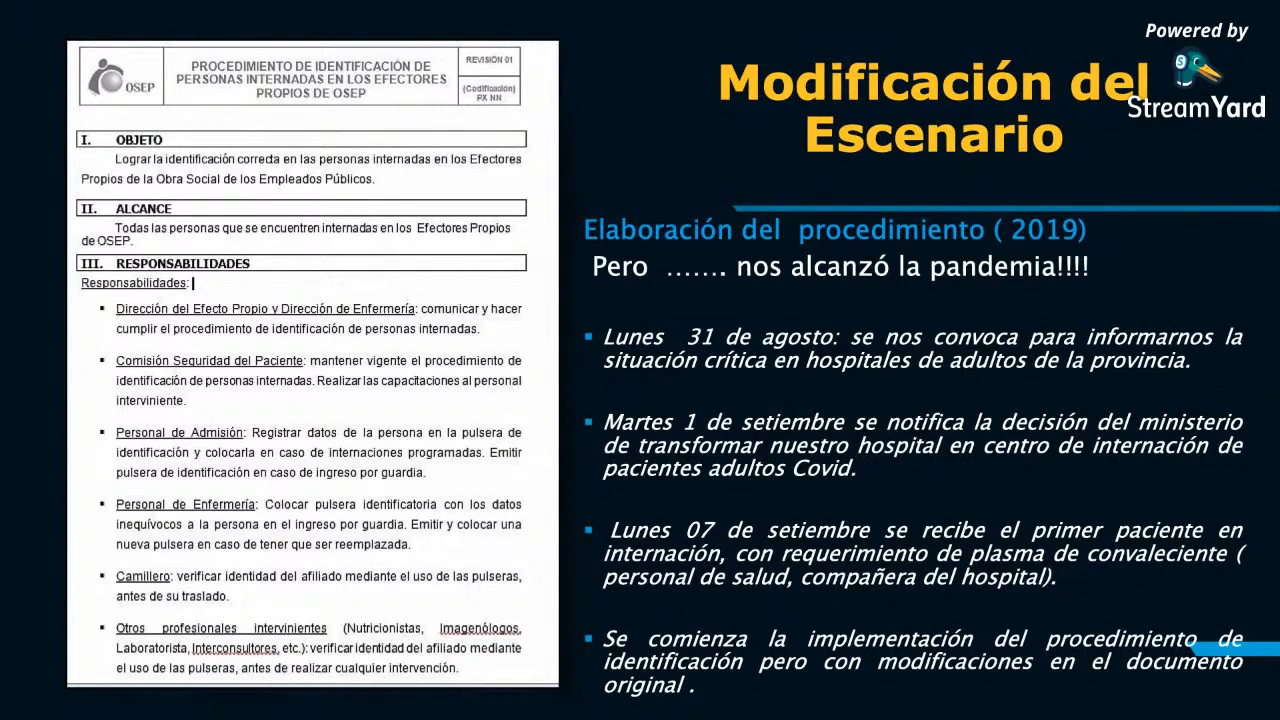 OSEP
PROCEDIMIENTO DE IDENTIFICACIÓN DE
PERSONAS INTERNADAS EN LOS EFECTORES
PROPIOS DE OSEP
REVISIÓN 01
(Codificación)
PX NN
I. OBJETO
Lograr la identificación correcta en las personas internadas en los Efectores
Propios de la Obra Social de los Empleados Públicos.
II. ALCANCE
Todas las personas que se encuentren internadas en los Efectores Propios
de OSEP.
III. RESPONSABILIDADES
Responsabilidades:
▪ Dirección del Efecto Propio y Dirección de Enfermería: comunicar y hacer
cumplir el procedimiento de identificación de personas internadas.
▪ Comisión Seguridad del Paciente: mantener vigente el procedimiento de
identificación de personas internadas. Realizar las capacitaciones al personal
interviniente.
▪ Personal de Admisión: Registrar datos de la persona en la pulsera de
identificación y colocarla en caso de internaciones programadas. Emitir
pulsera de identificación en caso de ingreso por guardia.
▪ Personal de Enfermería: Colocar pulsera identificatoria con los datos
inequívocos a la persona en el ingreso por guardia. Emitir y colocar una
nueva pulsera en caso de tener que ser reemplazada.
▪ Camillero: verificar identidad del afiliado mediante el uso de las pulseras,
antes de su traslado.
▪ Otros profesionales intervinientes (Nutricionistas, Imagenólogos,
Laboratorista, Interconsultores, etc.): verificar identidad del afiliado mediante
el uso de las pulseras, antes de realizar cualquier intervención.
Powered by
StreamYard
Modificación del
Escenario
Elaboración del procedimiento ( 2019)
Pero ……. nos alcanzó la pandemia!!!!
▪ Lunes 31 de agosto: se nos convoca para informarnos la
situación crítica en hospitales de adultos de la provincia.
▪ Martes 1 de setiembre se notifica la decisión del ministerio
de transformar nuestro hospital en centro de internación de
pacientes adultos Covid.
▪ Lunes 07 de setiembre se recibe el primer paciente en
internación, con requerimiento de plasma de convaleciente (
personal de salud, compañera del hospital).
▪ Se comienza la implementación del procedimiento de
identificación pero con modificaciones en el documento
original .